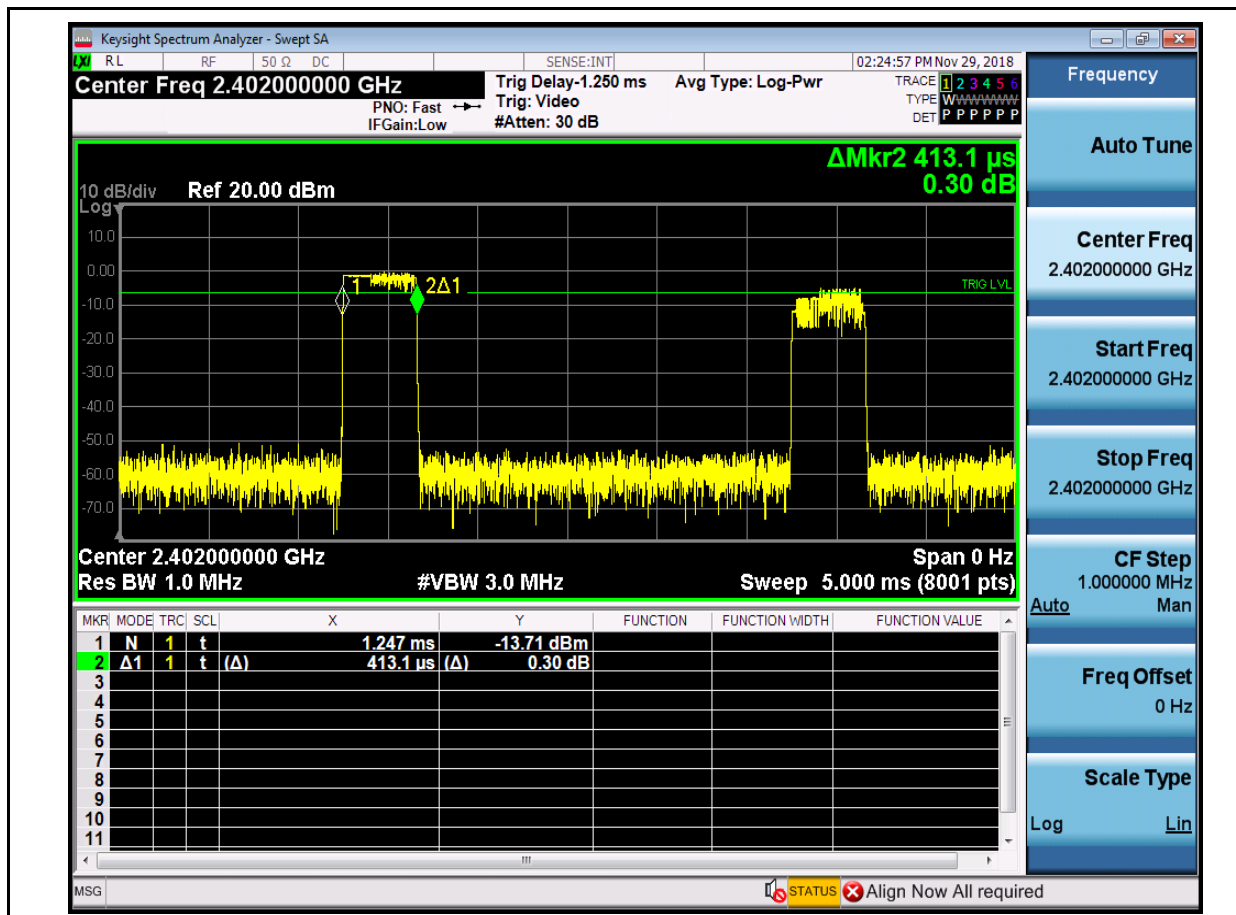 Keysight Spectrum Analyzer - Swept SA
LXI RL RF 50 Ω DC SENSE:INT 02:24:57 PM Nov 29, 2018
Center Freq 2.402000000 GHz
PNO: Fast
IFGain:Low
Trig Delay-1.250 ms
Trig: Video
#Atten: 30 dB
Avg Type: Log-Pwr
TRACE 1 2 3 4 5 6
TYPE WWWWWWW
DET P P P P P P
ΔMkr2 413.1 µs
0.30 dB
10 dB/div Ref 20.00 dBm
Log
10.0
0.00
-10.0
-20.0
-30.0
-40.0
-50.0
-60.0
-70.0
1
2Δ1
TRIG LVL
Center 2.402000000 GHz Span 0 Hz
Res BW 1.0 MHz #VBW 3.0 MHz Sweep 5.000 ms (8001 pts)
MKR MODE TRC SCL X Y FUNCTION FUNCTION WIDTH FUNCTION VALUE
1 N 1 t 1.247 ms -13.71 dBm
2 Δ1 1 t (Δ) 413.1 µs (Δ) 0.30 dB
3
4
5
6
7
8
9
10
11
MSG STATUS Align Now All required
Frequency
Auto Tune
Center Freq
2.402000000 GHz
Start Freq
2.402000000 GHz
Stop Freq
2.402000000 GHz
CF Step
1.000000 MHz
Auto Man
Freq Offset
0 Hz
Scale Type
Log Lin